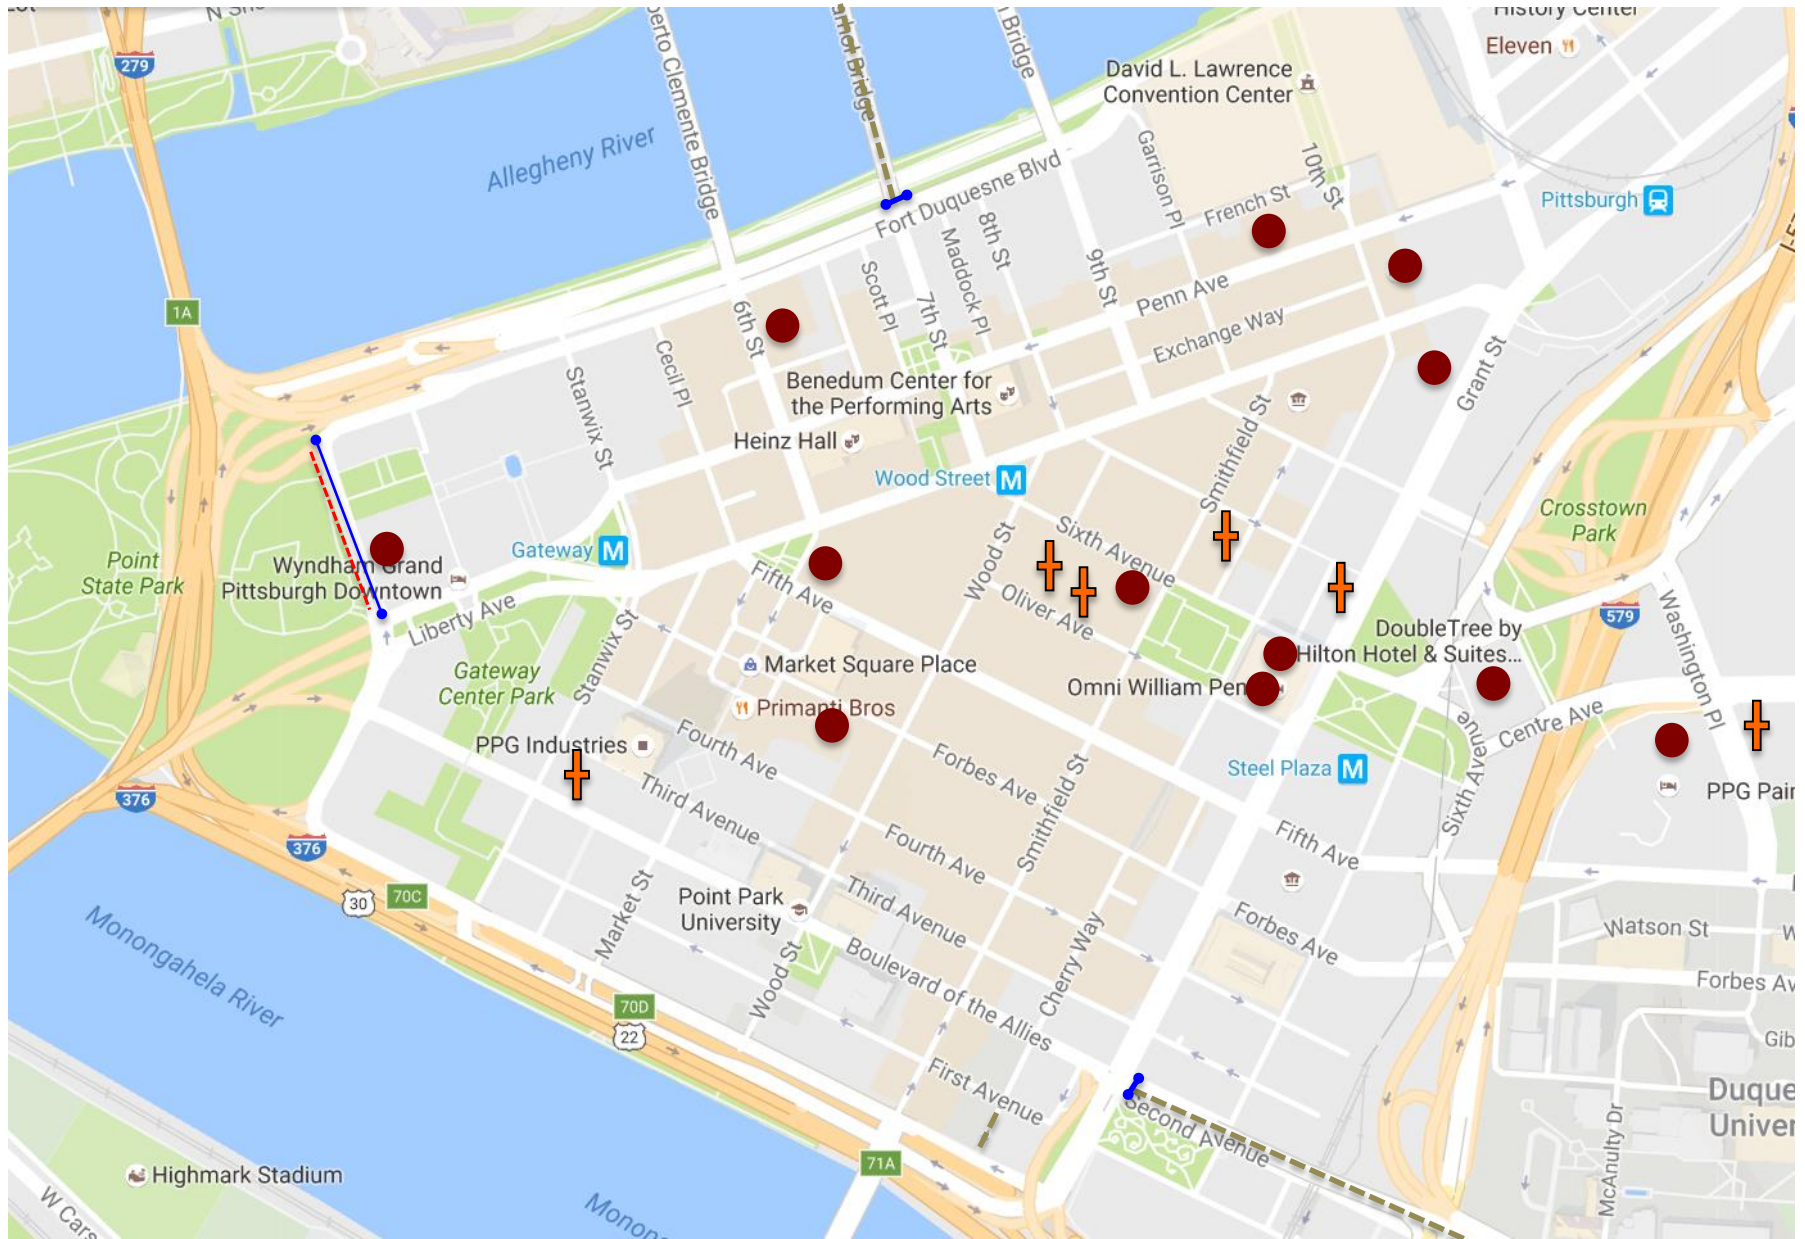 History Center
Eleven
279
David L. Lawrence
Convention Center
Allegheny River
Garrison Pl
10th St
Fort Duquesne Blvd
French St
Pittsburgh
8th St
Maddock Pl
9th St
Scott Pl
7th St
Penn Ave
Exchange Way
1A
6th St
Cecil Pl
Stanwix St
Grant St
Benedum Center for
the Performing Arts
Heinz Hall
Smithfield St
Wood Street M
Crosstown
Park
Sixth Avenue
Wood St
Gateway M
Point
State Park
Wyndham Grand
Pittsburgh Downtown
Fifth Ave
Oliver Ave
Liberty Ave
579
Washington Pl
DoubleTree by
Hilton Hotel & Suites...
Market Square Place
Gateway
Center Park
Stanwix St
Omni William Pen
Primanti Bros
Sixth Avenue
Centre Ave
PPG Industries
Fourth Ave
Forbes Ave
Steel Plaza M
PPG Pain
376
Third Avenue
Smithfield St
Fifth Ave
376
Fourth Ave
70C
30
Point Park
University
Third Avenue
Market St
Forbes Ave
Watson St
Monongahela River
Wood St
Boulevard of the Allies
Cherry Way
Forbes Av
70D
22
Gib
First Avenue
Second Avenue
Duque
Univer
McAnulty Dr
71A
Highmark Stadium
W Cars
Monono